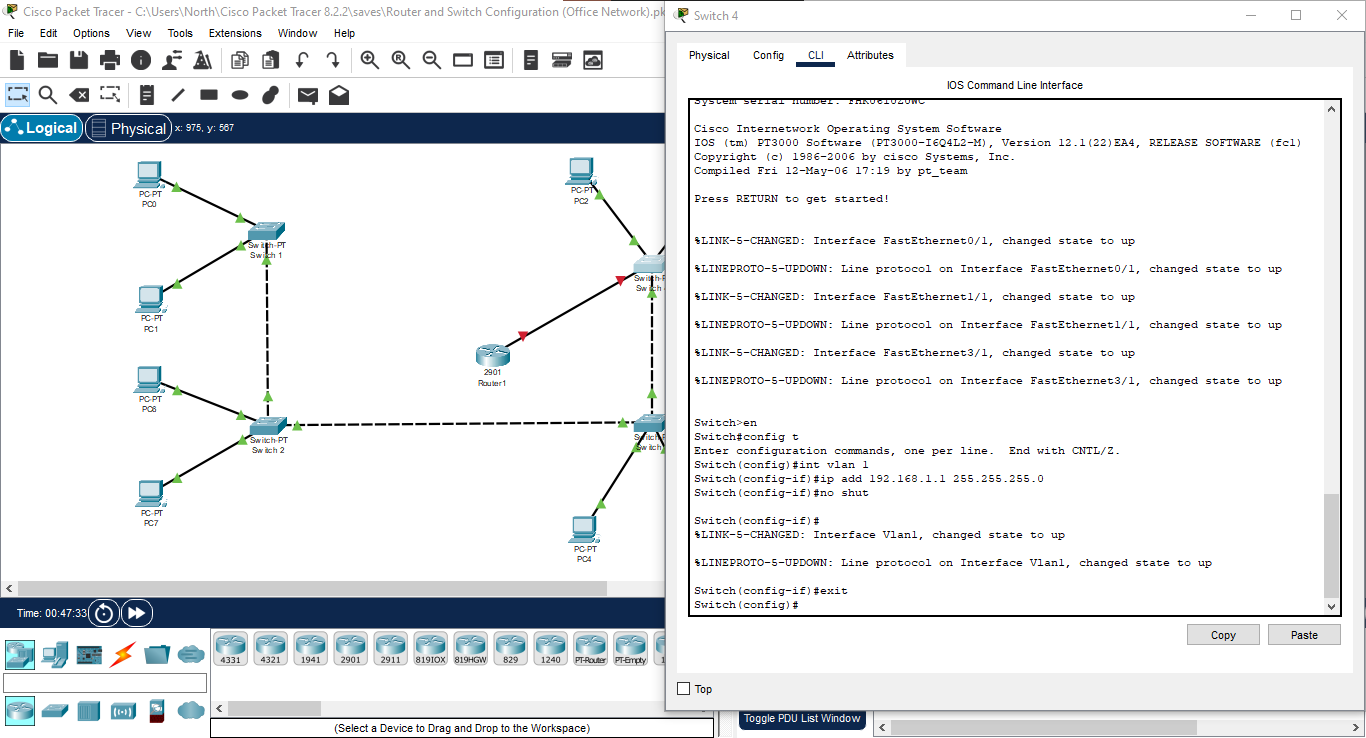 Cisco Packet Tracer - C:\Users\North\Cisco Packet Tracer 8.2.2\saves\Router and Switch Configuration (Office Network).pk
File Edit Options View Tools Extensions Window Help
Logical Physical x: 975, y: 567
PC-PT
PC0
Switch-PT
Switch 1
PC-PT
PC1
PC-PT
PC6
Switch-PT
Switch 2
PC-PT
PC7
PC-PT
PC2
2901
Router1
PC-PT
PC4
Time: 00:47:33
4331 4321 1941 2901 2911 819IOX 819HGW 829 1240 PT-Router PT-Empty
(Select a Device to Drag and Drop to the Workspace)
Toggle PDU List Window
Switch 4
Physical Config CLI Attributes
IOS Command Line Interface
System serial number: FHK0610Z0WC
Cisco Internetwork Operating System Software
IOS (tm) PT3000 Software (PT3000-I6Q4L2-M), Version 12.1(22)EA4, RELEASE SOFTWARE (fc1)
Copyright (c) 1986-2006 by cisco Systems, Inc.
Compiled Fri 12-May-06 17:19 by pt_team
Press RETURN to get started!
%LINK-5-CHANGED: Interface FastEthernet0/1, changed state to up
%LINEPROTO-5-UPDOWN: Line protocol on Interface FastEthernet0/1, changed state to up
%LINK-5-CHANGED: Interface FastEthernet1/1, changed state to up
%LINEPROTO-5-UPDOWN: Line protocol on Interface FastEthernet1/1, changed state to up
%LINK-5-CHANGED: Interface FastEthernet3/1, changed state to up
%LINEPROTO-5-UPDOWN: Line protocol on Interface FastEthernet3/1, changed state to up
Switch>en
Switch#config t
Enter configuration commands, one per line. End with CNTL/Z.
Switch(config)#int vlan 1
Switch(config-if)#ip add 192.168.1.1 255.255.255.0
Switch(config-if)#no shut
Switch(config-if)#
%LINK-5-CHANGED: Interface Vlan1, changed state to up
%LINEPROTO-5-UPDOWN: Line protocol on Interface Vlan1, changed state to up
Switch(config-if)#exit
Switch(config)#
Copy Paste
Top